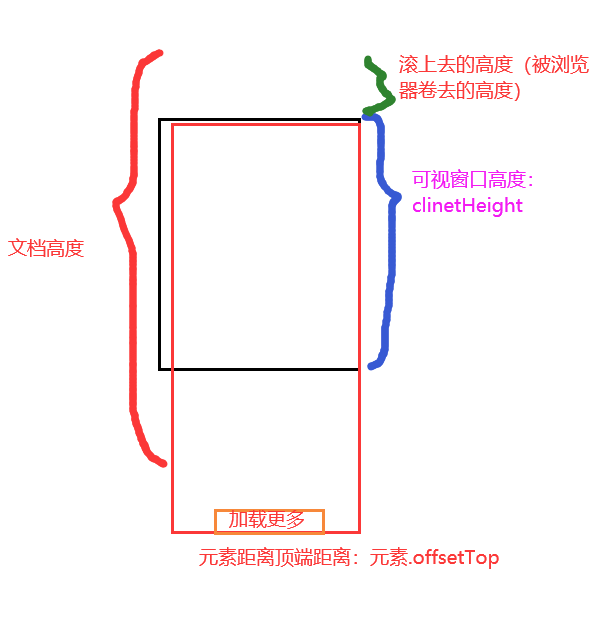 滚上去的高度（被浏览
器卷去的高度）
可视窗口高度：
clinetHeight
文档高度
加载更多
元素距离顶端距离：元素.offsetTop